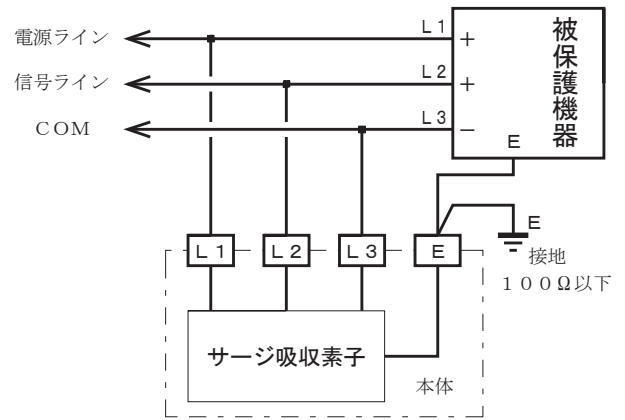 電源ライン
L1
+
被保護機器
信号ライン
L2
+
COM
L3
−
E
L1
L2
L3
E
E
接地
100Ω以下
サージ吸収素子
本体